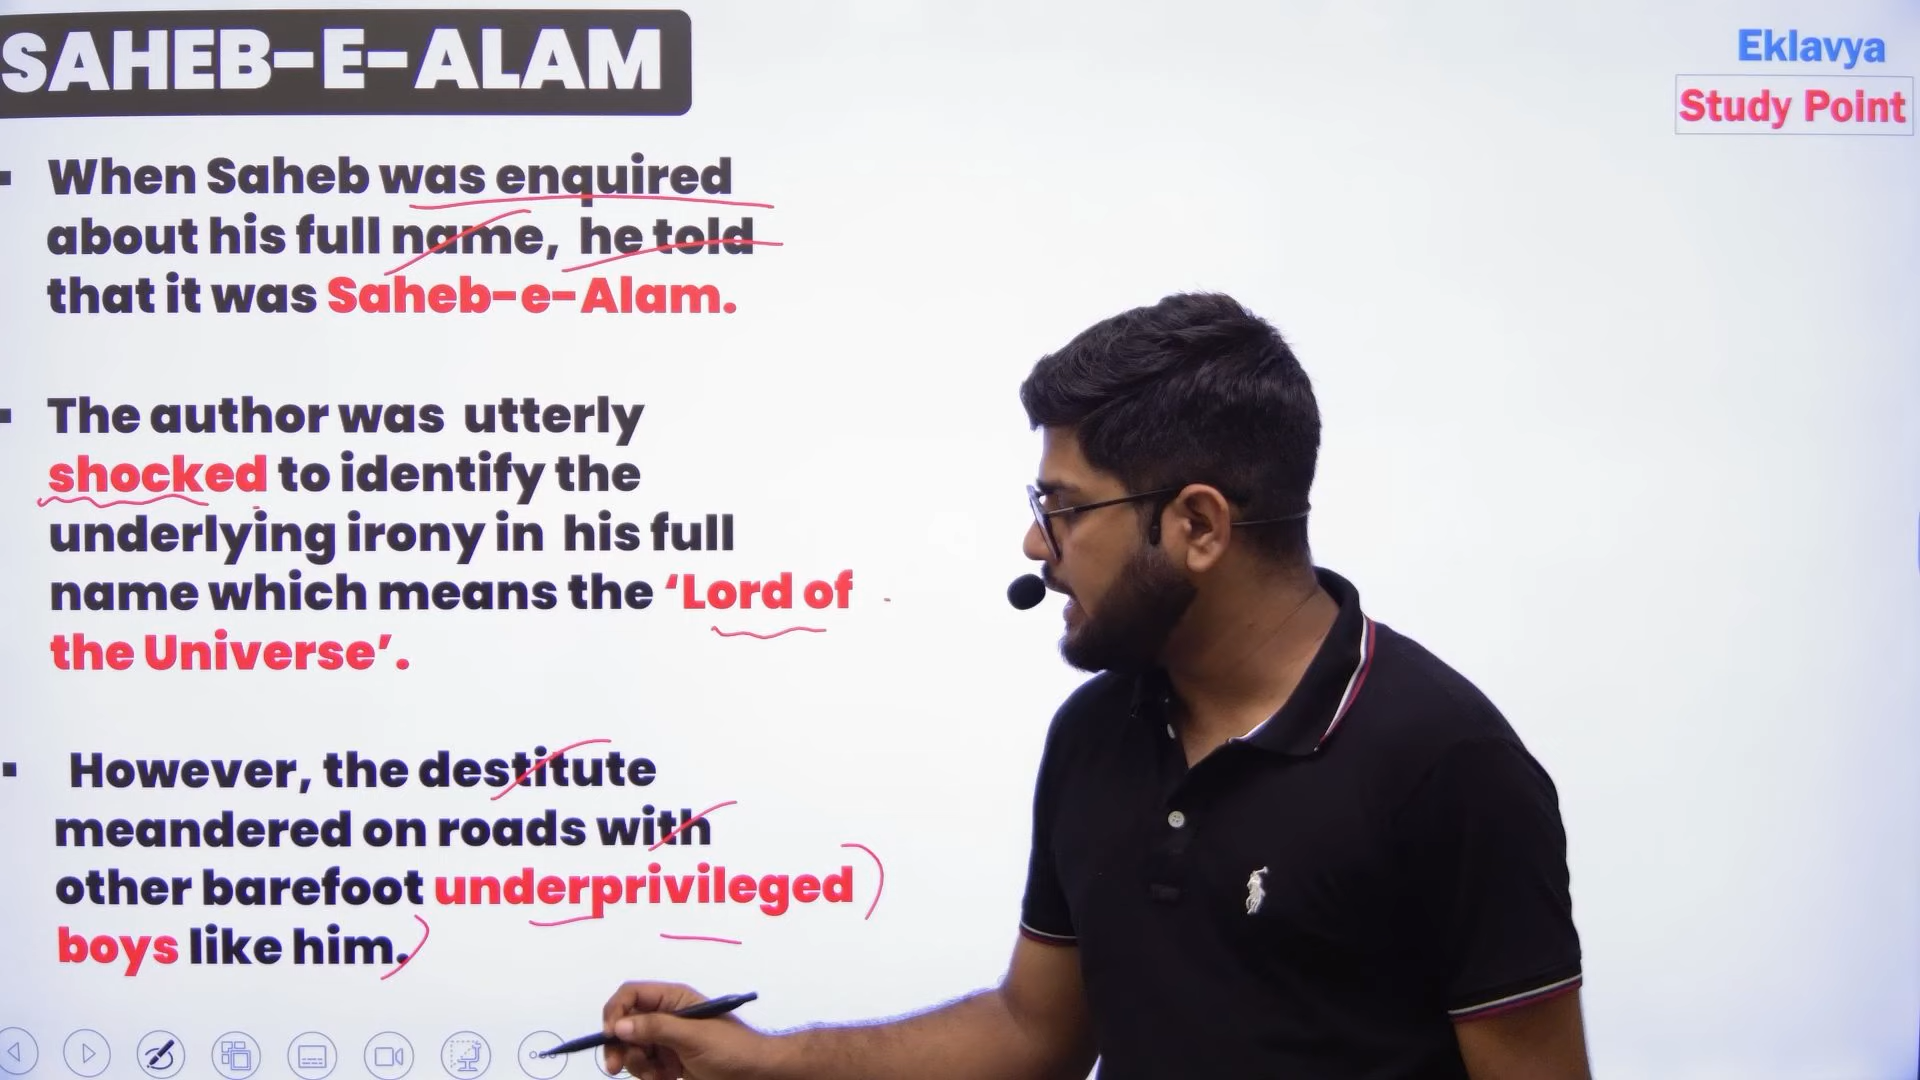 SAHEB-E-ALAM
Eklavya
Study Point
When Saheb was enquired
about his full name, he told
that it was Saheb-e-Alam.
The author was utterly
shocked to identify the
underlying irony in his full
name which means the 'Lord of
the Universe'.
However, the destitute
meandered on roads with
other barefoot underprivileged
boys like him.